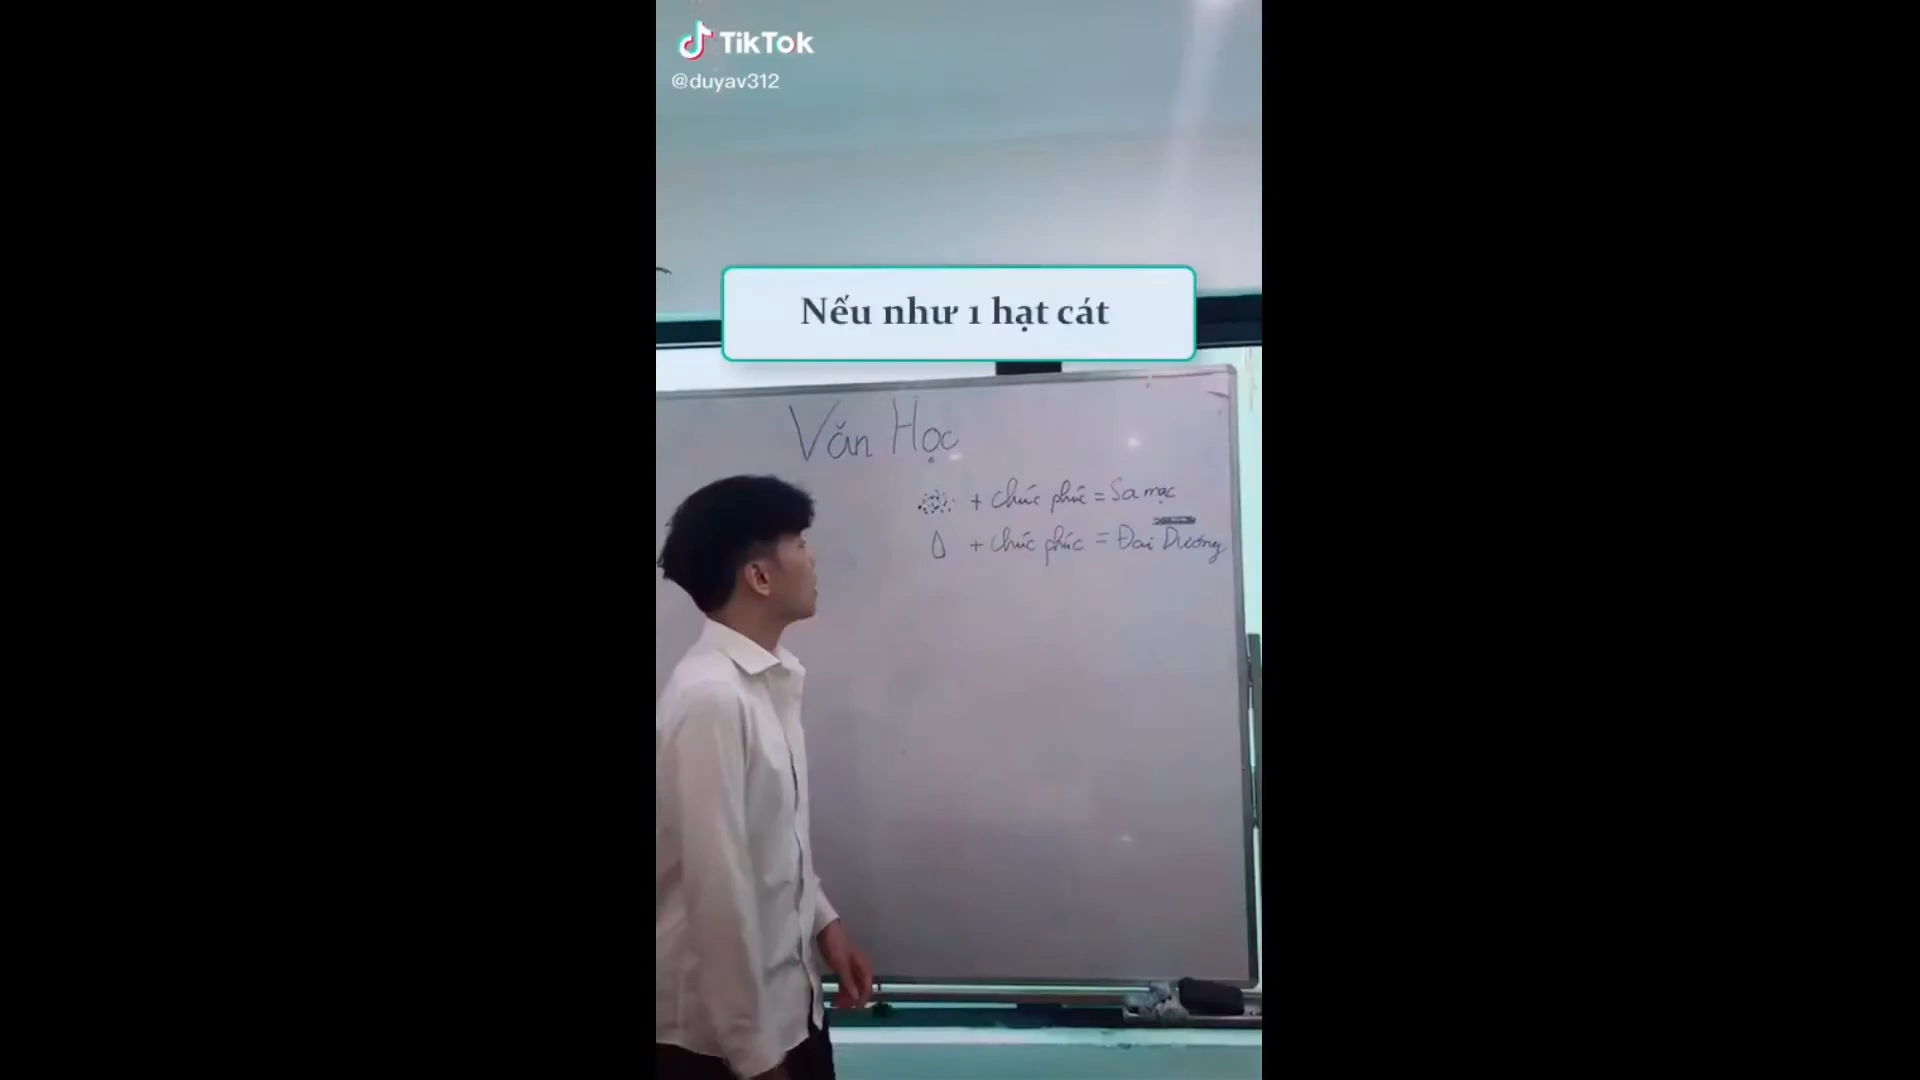 TikTok
@duyav312
Nếu như 1 hạt cát
Văn Học
+ chúc phúc = Sa mạc
+ chúc phúc = Đại Dương